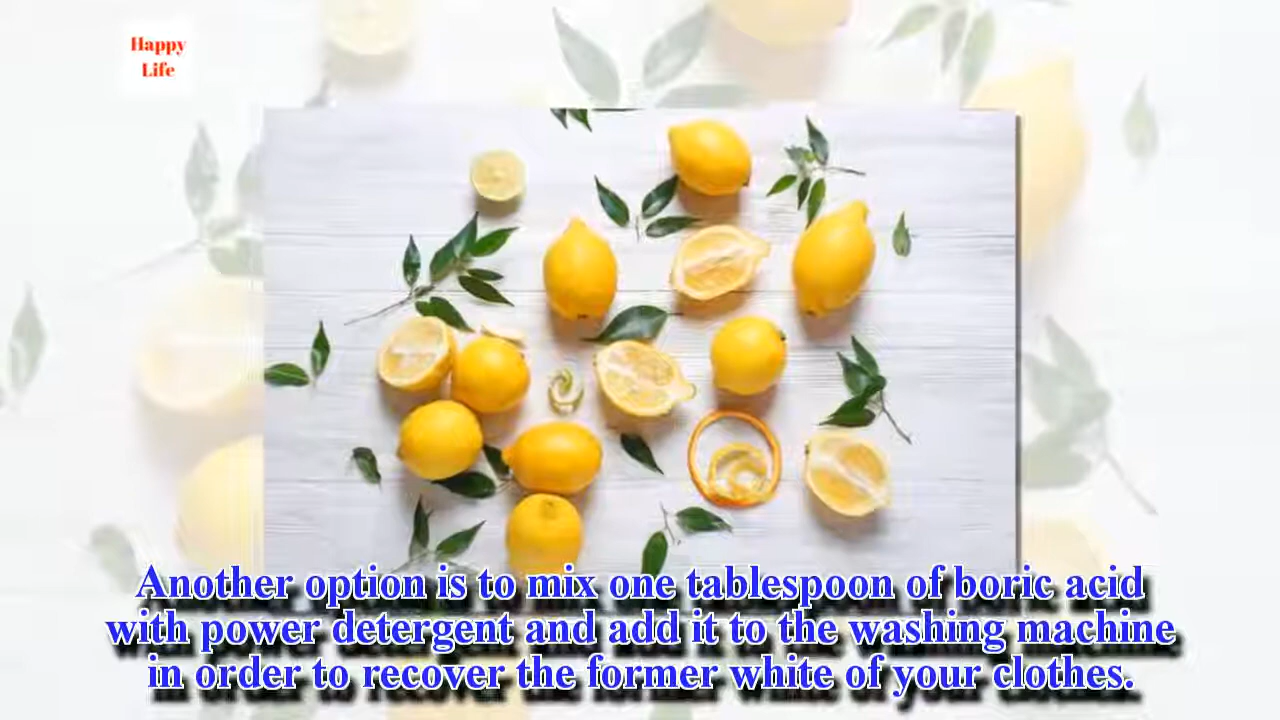 Happy
Life
Another option is to mix one tablespoon of boric acid
with power detergent and add it to the washing machine
in order to recover the former white of your clothes.